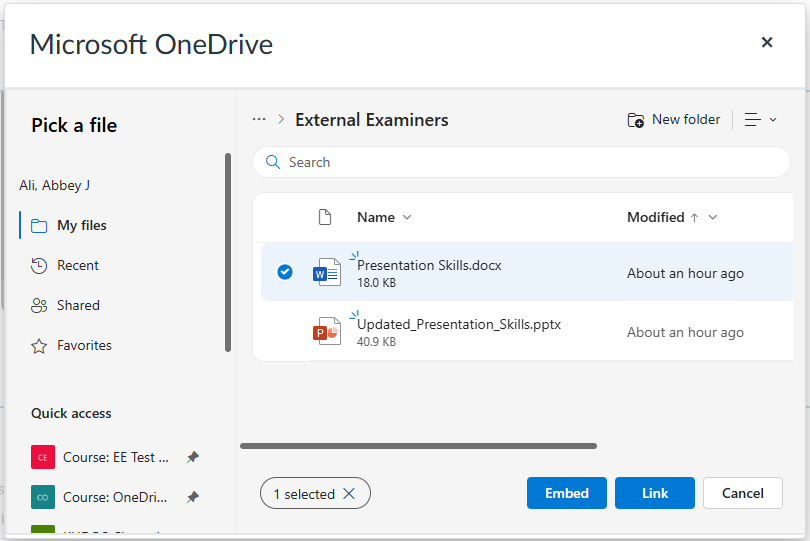 Microsoft OneDrive
Pick a file
Ali, Abbey J
My files
Recent
Shared
Favorites
Quick access
CE Course: EE Test ...
CO Course: OneDri...
··· > External Examiners
New folder
Search
Name Modified ↑
Presentation Skills.docx About an hour ago
18.0 KB
Updated_Presentation_Skills.pptx About an hour ago
40.9 KB
1 selected
Embed Link Cancel